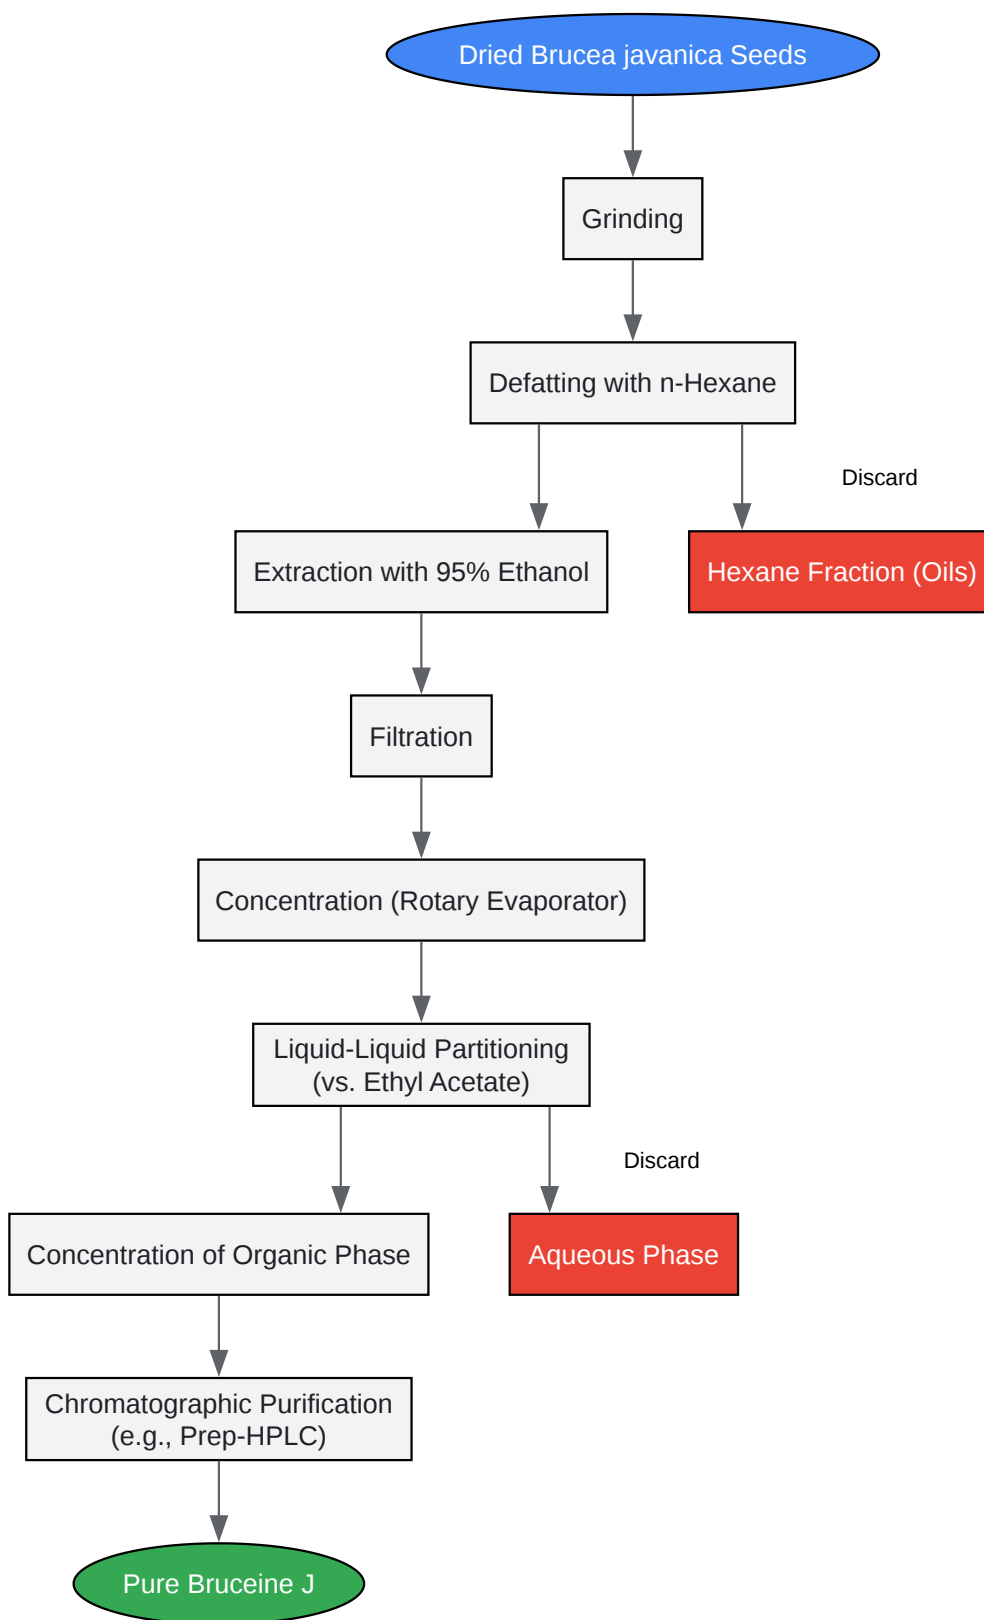 Dried Brucea javanica Seeds
Grinding
Defatting with n-Hexane
Discard
Extraction with 95% Ethanol
Hexane Fraction (Oils)
Filtration
Concentration (Rotary Evaporator)
Liquid-Liquid Partitioning
(vs. Ethyl Acetate)
Discard
Concentration of Organic Phase
Aqueous Phase
Chromatographic Purification
(e.g., Prep-HPLC)
Pure Bruceine J